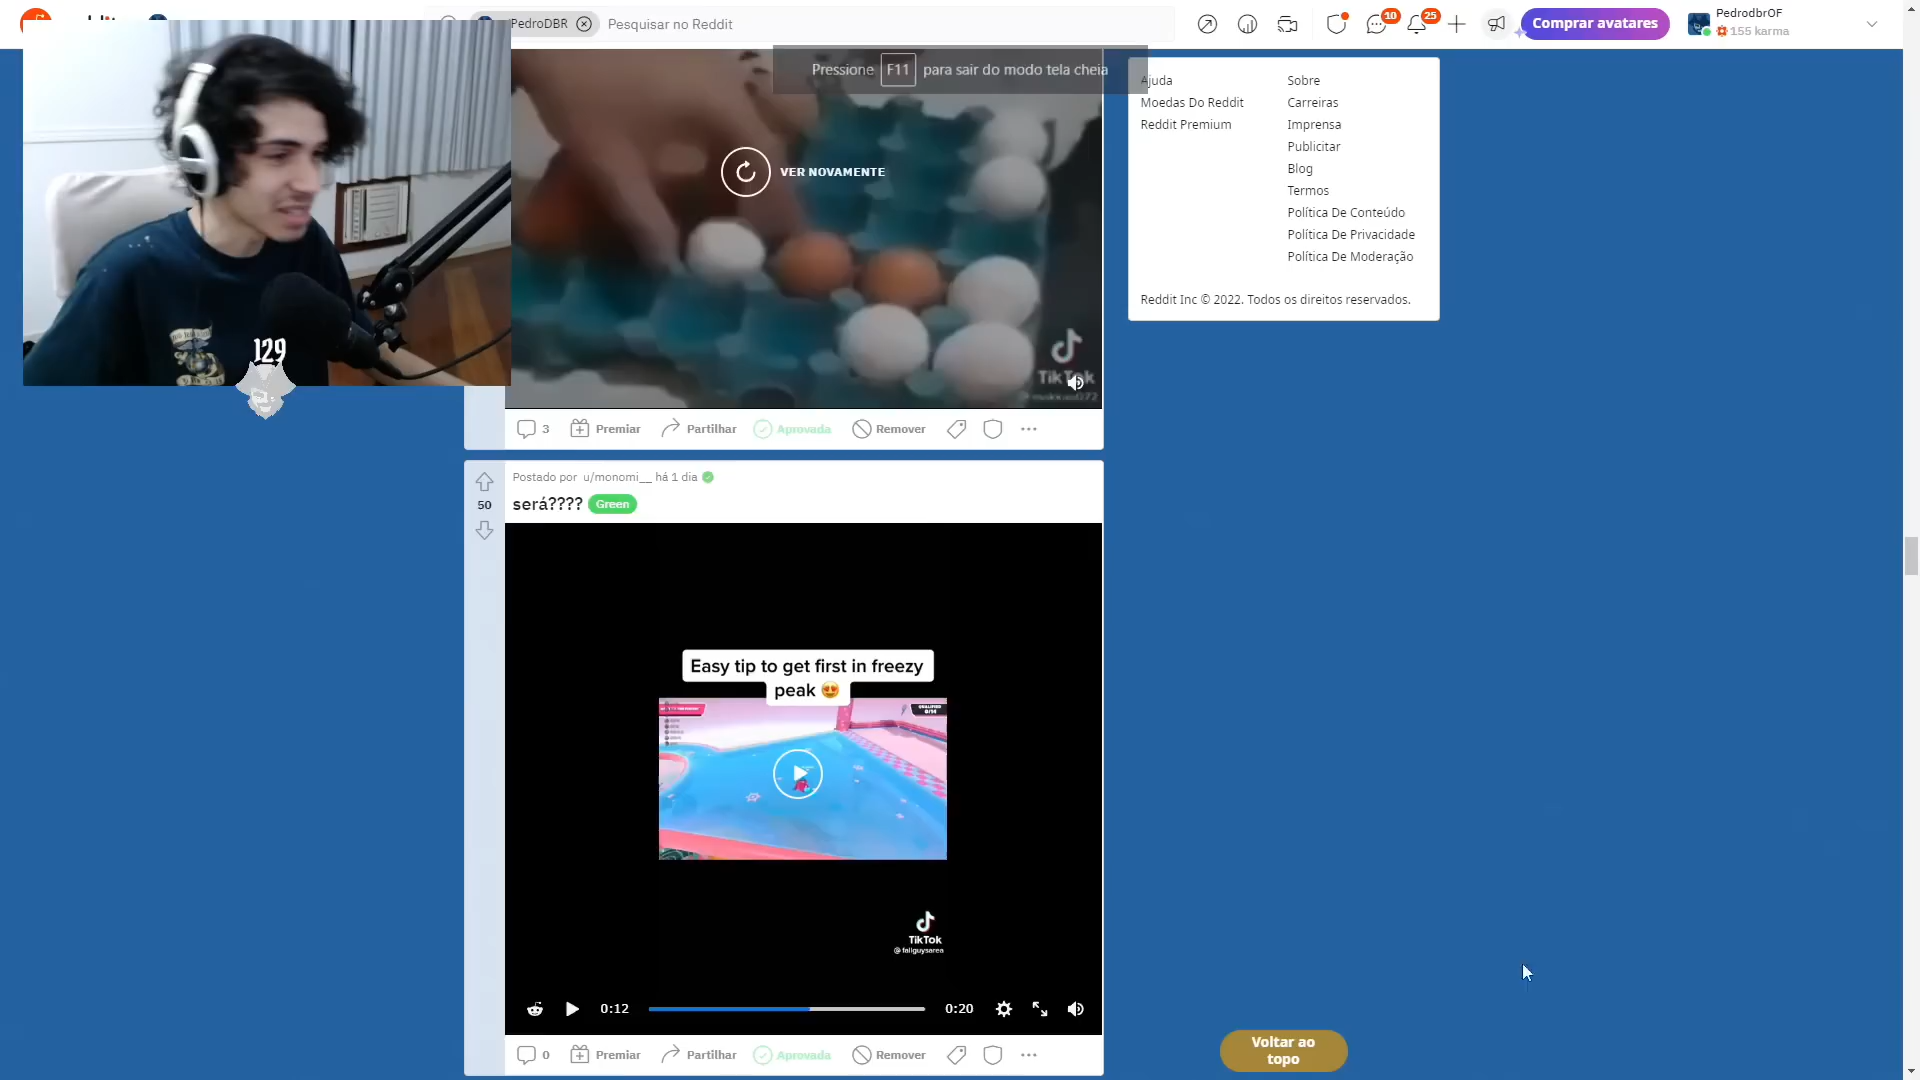 PedroDBR
Pesquisar no Reddit
10
25
Comprar avatares
PedrodbrOF
155 karma
Pressione F11 para sair do modo tela cheia
VER NOVAMENTE
TikTok
129
Ajuda
Moedas Do Reddit
Reddit Premium
Sobre
Carreiras
Imprensa
Publicitar
Blog
Termos
Política De Conteúdo
Política De Privacidade
Política De Moderação
Reddit Inc © 2022. Todos os direitos reservados.
3
Premiar
Partilhar
Aprovada
Remover
Postado por u/monomi__ há 1 dia
50
será????
Green
Easy tip to get first in freezy
peak 😍
TikTok
@fallguysarea
0:12
0:20
0
Premiar
Partilhar
Aprovada
Remover
Voltar ao
topo